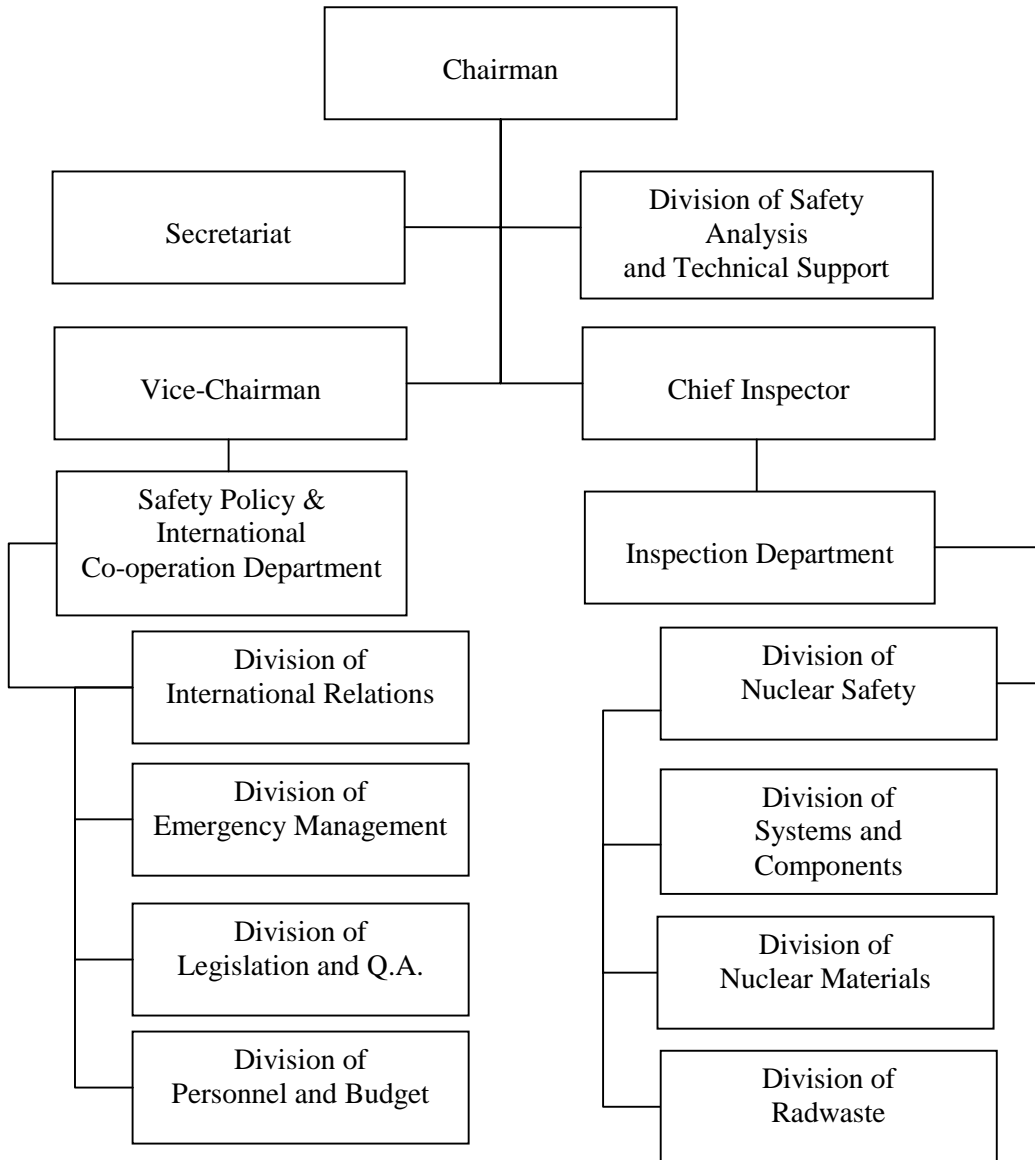 Chairman
Secretariat
Division of Safety
Analysis
and Technical Support
Vice-Chairman
Chief Inspector
Safety Policy &
International
Co-operation Department
Inspection Department
Division of
International Relations
Division of
Emergency Management
Division of
Legislation and Q.A.
Division of
Personnel and Budget
Division of
Nuclear Safety
Division of
Systems and
Components
Division of
Nuclear Materials
Division of
Radwaste